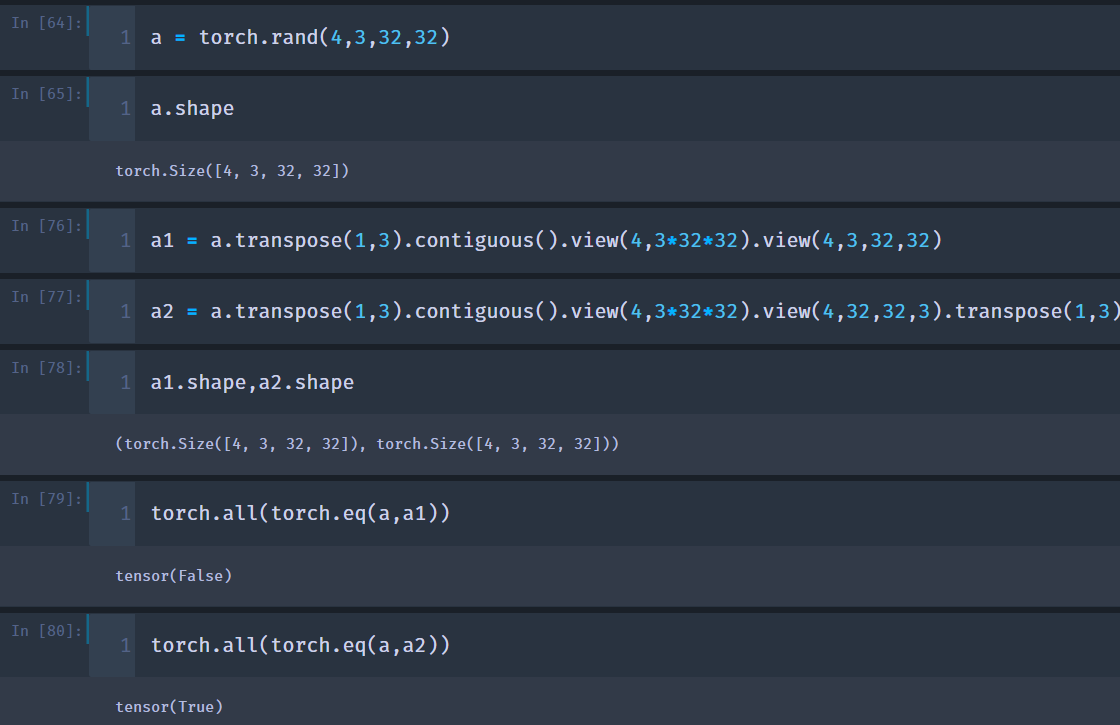 In [64]: 1 a = torch.rand(4,3,32,32)
In [65]: 1 a.shape
torch.Size([4, 3, 32, 32])
In [76]: 1 a1 = a.transpose(1,3).contiguous().view(4,3*32*32).view(4,3,32,32)
In [77]: 1 a2 = a.transpose(1,3).contiguous().view(4,3*32*32).view(4,32,32,3).transpose(1,3)
In [78]: 1 a1.shape,a2.shape
(torch.Size([4, 3, 32, 32]), torch.Size([4, 3, 32, 32]))
In [79]: 1 torch.all(torch.eq(a,a1))
tensor(False)
In [80]: 1 torch.all(torch.eq(a,a2))
tensor(True)